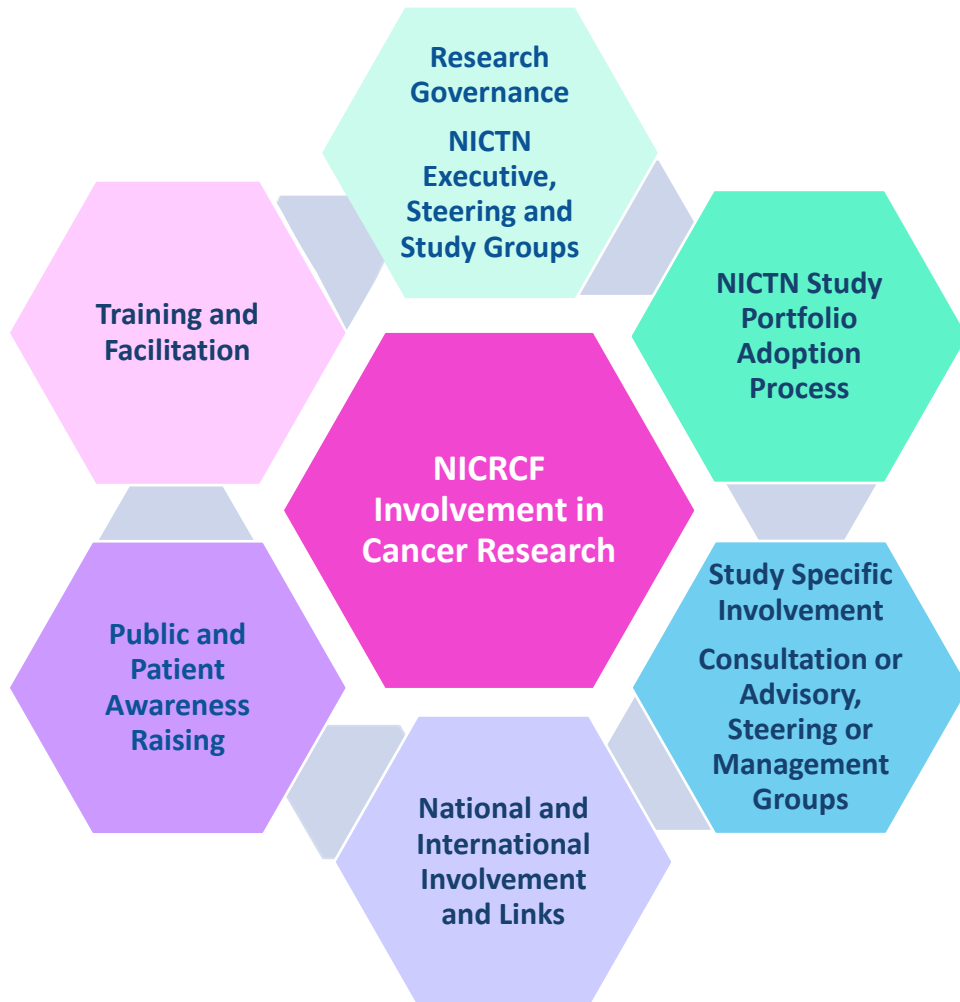 Research
Governance
NICTN
Executive,
Steering and
Study Groups
NICTN Study
Portfolio
Adoption
Process
Study Specific
Involvement
Consultation or
Advisory,
Steering or
Management
Groups
National and
International
Involvement
and Links
Public and
Patient
Awareness
Raising
Training and
Facilitation
NICRCF
Involvement in
Cancer Research